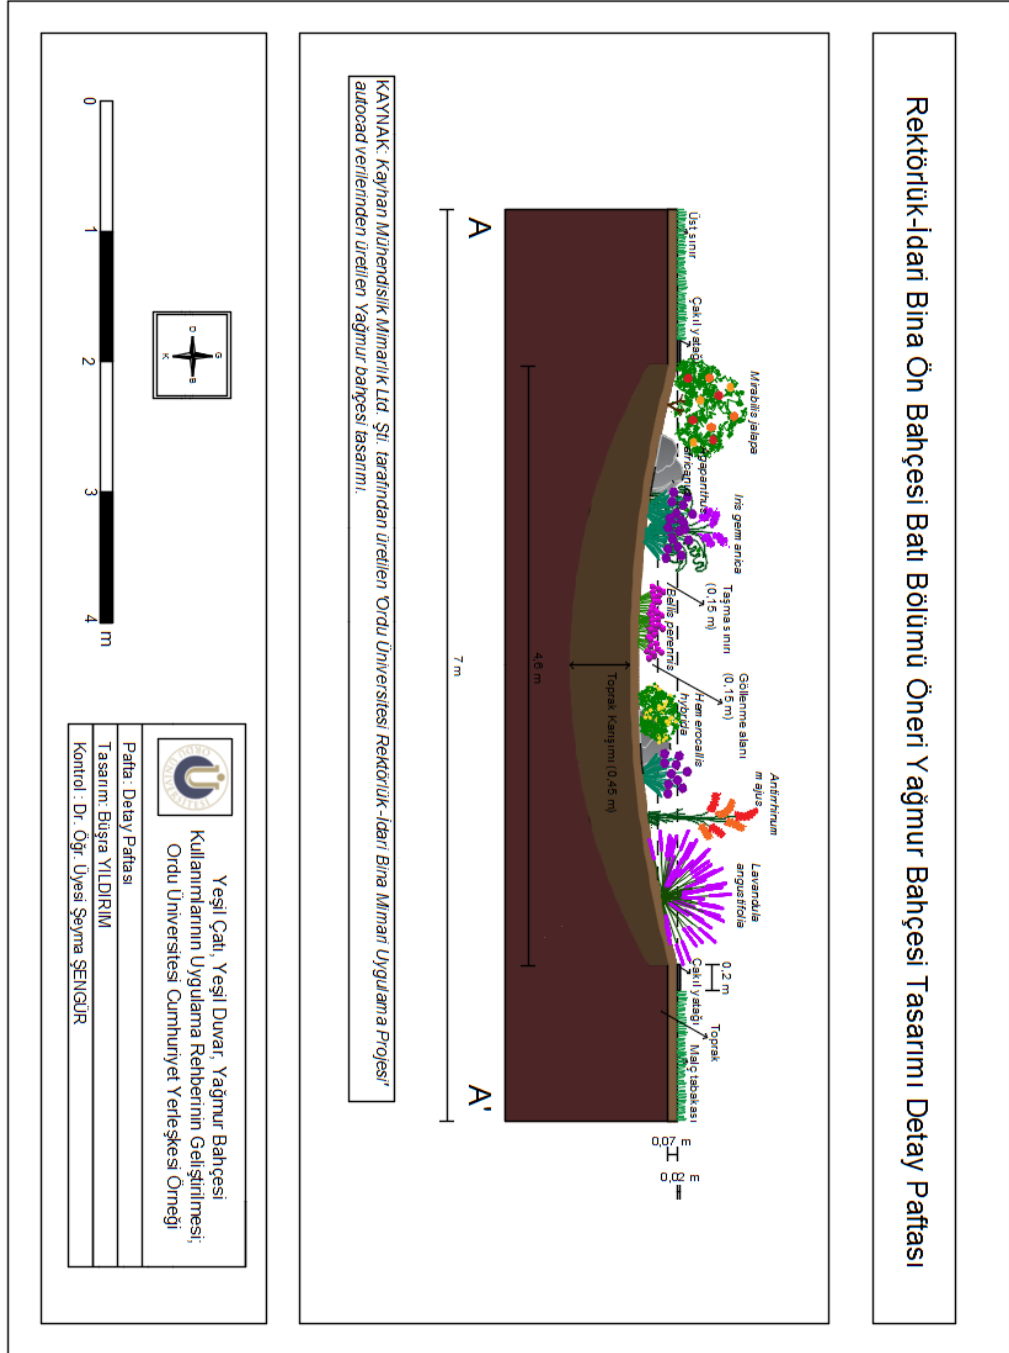 Rektörlük-İdari Bina Ön Bahçesi Batı Bölümü Öneri Yağmur Bahçesi Tasarımı Detay Paftası
Mirabilis jalapa
Iris germanica
Agapanthus
africanus
Antirrhinum
majus
Lavandula
angustifolia
Taşma sınırı
(0,15 m)
Göllenme alanı
(0,15 m)
Bellis perennis
Hemerocallis
hybrida
Üst sınır
Çakıl yatağı
0,2 m
Çakıl yatağı
Toprak
Malç tabakası
0,07 m
0,02 m
Toprak Karışımı (0,45 m)
4,6 m
A
A'
7 m
KAYNAK: Kayhan Mühendislik Mimarlık Ltd. Şti. tarafından üretilen 'Ordu Üniversitesi Rektörlük-İdari Bina Mimari Uygulama Projesi'
autocad verilerinden üretilen Yağmur bahçesi tasarımı.
G
D
B
K
0
1
2
3
4
m
ORDU ÜNİVERSİTESİ
Yeşil Çatı, Yeşil Duvar, Yağmur Bahçesi
Kullanımlarının Uygulama Rehberinin Geliştirilmesi;
Ordu Üniversitesi Cumhuriyet Yerleşkesi Örneği
Pafta: Detay Paftası
Tasarım: Büşra YILDIRIM
Kontrol: Dr. Öğr. Üyesi Şeyma ŞENGÜR